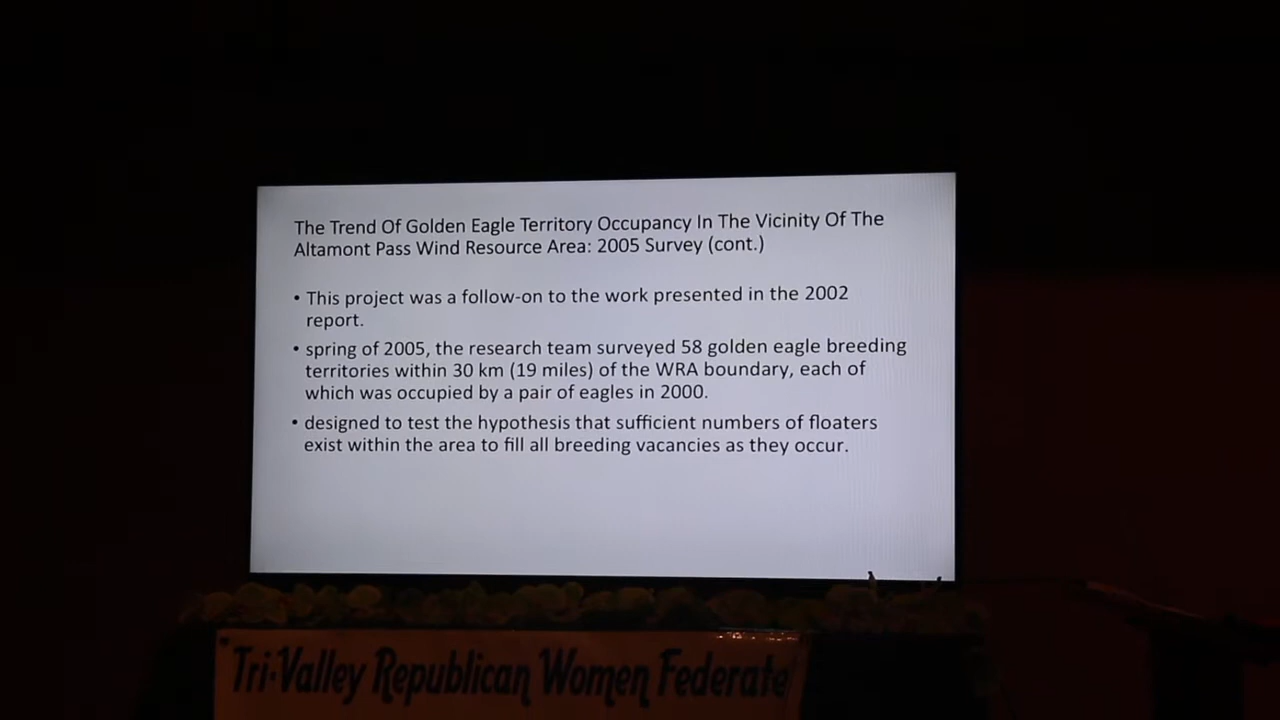 The Trend Of Golden Eagle Territory Occupancy In The Vicinity Of The
Altamont Pass Wind Resource Area: 2005 Survey (cont.)
• This project was a follow-on to the work presented in the 2002
report.
• spring of 2005, the research team surveyed 58 golden eagle breeding
territories within 30 km (19 miles) of the WRA boundary, each of
which was occupied by a pair of eagles in 2000.
• designed to test the hypothesis that sufficient numbers of floaters
exist within the area to fill all breeding vacancies as they occur.
Tri-Valley Republican Women Federate